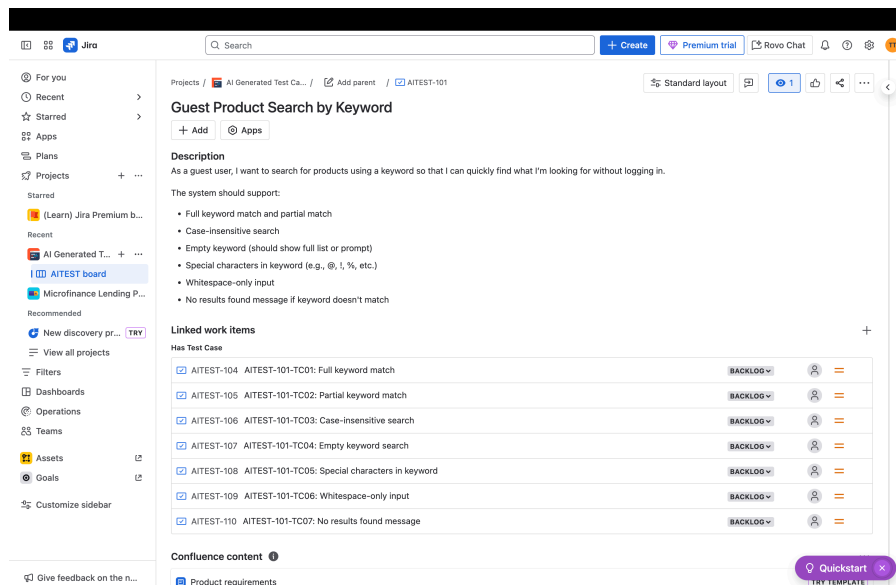 Jira
Search
+ Create
Premium trial
Rovo Chat
TT
For you
Recent
Starred
Apps
Plans
Projects
Starred
(Learn) Jira Premium b...
Recent
AI Generated T...
AITEST board
Microfinance Lending P...
Recommended
New discovery pr... TRY
View all projects
Filters
Dashboards
Operations
Teams
Assets
Goals
Customize sidebar
Give feedback on the n...
Projects / AI Generated Test Ca... / Add parent / AITEST-101
Standard layout
1
Guest Product Search by Keyword
+ Add
Apps
Description
As a guest user, I want to search for products using a keyword so that I can quickly find what I'm looking for without logging in.
The system should support:
• Full keyword match and partial match
• Case-insensitive search
• Empty keyword (should show full list or prompt)
• Special characters in keyword (e.g., @, !, %, etc.)
• Whitespace-only input
• No results found message if keyword doesn't match
Linked work items
Has Test Case
AITEST-104 AITEST-101-TC01: Full keyword match BACKLOG
AITEST-105 AITEST-101-TC02: Partial keyword match BACKLOG
AITEST-106 AITEST-101-TC03: Case-insensitive search BACKLOG
AITEST-107 AITEST-101-TC04: Empty keyword search BACKLOG
AITEST-108 AITEST-101-TC05: Special characters in keyword BACKLOG
AITEST-109 AITEST-101-TC06: Whitespace-only input BACKLOG
AITEST-110 AITEST-101-TC07: No results found message BACKLOG
Confluence content
Quickstart
Product requirements
TRY TEMPLATE